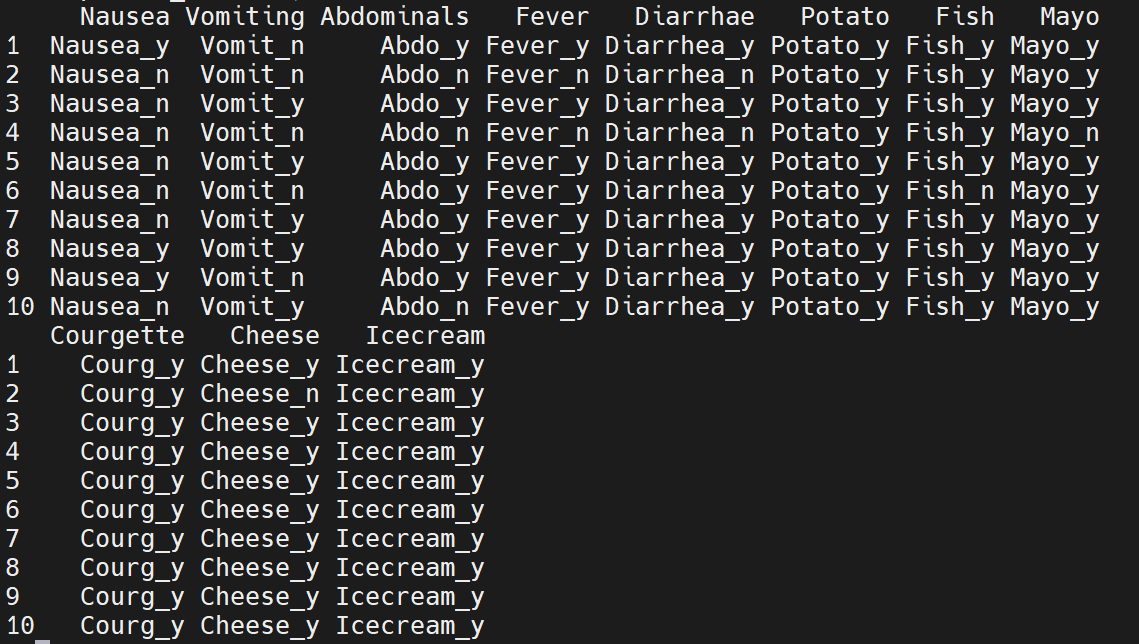 Nausea Vomiting Abdominals Fever Diarrhae Potato Fish Mayo
1 Nausea_y Vomit_n Abdo_y Fever_y Diarrhea_y Potato_y Fish_y Mayo_y
2 Nausea_n Vomit_n Abdo_n Fever_n Diarrhea_n Potato_y Fish_y Mayo_y
3 Nausea_n Vomit_y Abdo_y Fever_y Diarrhea_y Potato_y Fish_y Mayo_y
4 Nausea_n Vomit_n Abdo_n Fever_n Diarrhea_n Potato_y Fish_y Mayo_n
5 Nausea_n Vomit_y Abdo_y Fever_y Diarrhea_y Potato_y Fish_y Mayo_y
6 Nausea_n Vomit_n Abdo_y Fever_y Diarrhea_y Potato_y Fish_n Mayo_y
7 Nausea_n Vomit_y Abdo_y Fever_y Diarrhea_y Potato_y Fish_y Mayo_y
8 Nausea_y Vomit_y Abdo_y Fever_y Diarrhea_y Potato_y Fish_y Mayo_y
9 Nausea_y Vomit_n Abdo_y Fever_y Diarrhea_y Potato_y Fish_y Mayo_y
10 Nausea_n Vomit_y Abdo_n Fever_y Diarrhea_y Potato_y Fish_y Mayo_y
Courgette Cheese Icecream
1 Courg_y Cheese_y Icecream_y
2 Courg_y Cheese_n Icecream_y
3 Courg_y Cheese_y Icecream_y
4 Courg_y Cheese_y Icecream_y
5 Courg_y Cheese_y Icecream_y
6 Courg_y Cheese_y Icecream_y
7 Courg_y Cheese_y Icecream_y
8 Courg_y Cheese_y Icecream_y
9 Courg_y Cheese_y Icecream_y
10 Courg_y Cheese_y Icecream_y